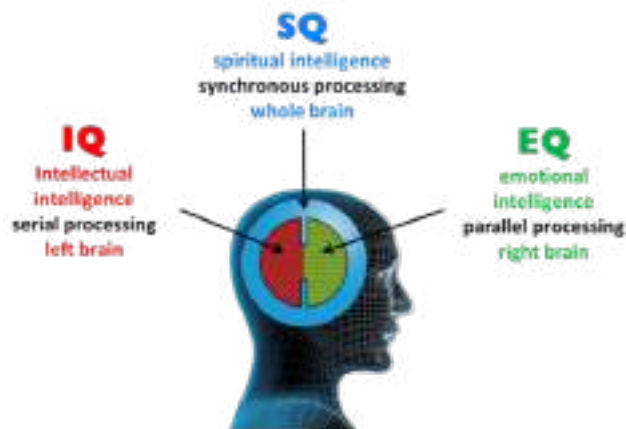 SQ
spiritual intelligence
synchronous processing
whole brain
IQ
Intellectual
intelligence
serial processing
left brain
EQ
emotional
intelligence
parallel processing
right brain